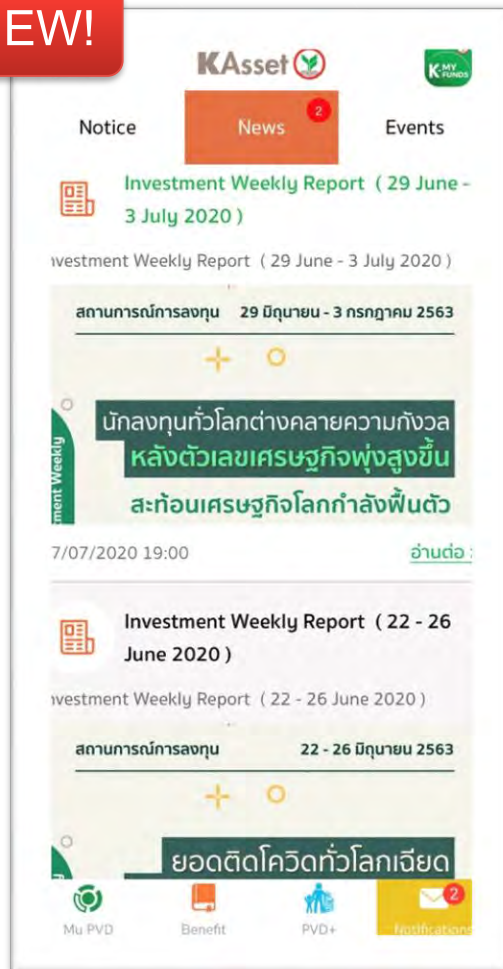 EW!
KAsset
K-MY FUNDS
Notice
News
2
Events
Investment Weekly Report ( 29 June -
3 July 2020 )
nvestment Weekly Report ( 29 June - 3 July 2020 )
สถานการณ์การลงทุน 29 มิถุนายน - 3 กรกฎาคม 2563
นักลงทุนทั่วโลกต่างคลายความกังวล
หลังตัวเลขเศรษฐกิจพุ่งสูงขึ้น
สะท้อนเศรษฐกิจโลกกำลังฟื้นตัว
ment Weekly
7/07/2020 19:00
อ่านต่อ
Investment Weekly Report ( 22 - 26
June 2020 )
nvestment Weekly Report ( 22 - 26 June 2020 )
สถานการณ์การลงทุน 22 - 26 มิถุนายน 2563
ยอดติดโควิดทั่วโลกเฉียด
2
Mu PVD
Benefit
PVD+
Notifications